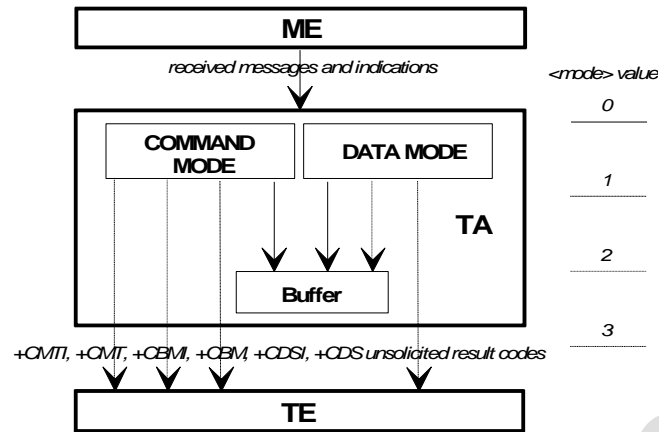 ME
received messages and indications
<mode> value
0
COMMAND
MODE
DATA MODE
1
TA
2
Buffer
3
+CMTI, +CMT, +CBMI, +CBM, +CDSI, +CDS unsolicited result codes
TE